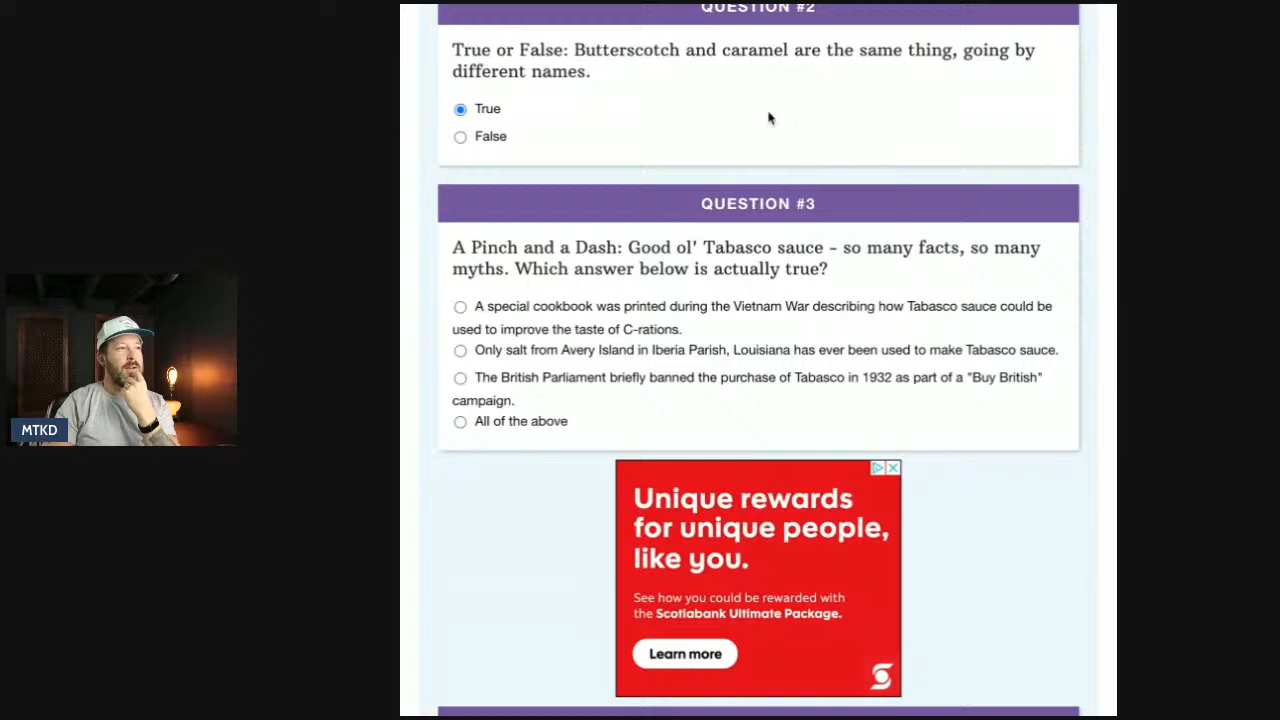 QUESTION #2
True or False: Butterscotch and caramel are the same thing, going by
different names.
True
False
QUESTION #3
A Pinch and a Dash: Good ol' Tabasco sauce - so many facts, so many
myths. Which answer below is actually true?
A special cookbook was printed during the Vietnam War describing how Tabasco sauce could be
used to improve the taste of C-rations.
Only salt from Avery Island in Iberia Parish, Louisiana has ever been used to make Tabasco sauce.
The British Parliament briefly banned the purchase of Tabasco in 1932 as part of a "Buy British"
campaign.
All of the above
MTKD
Unique rewards
for unique people,
like you.
See how you could be rewarded with
the Scotiabank Ultimate Package.
Learn more